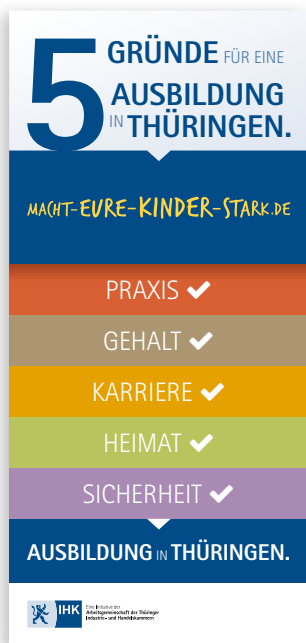 5 GRÜNDE FÜR EINE
AUSBILDUNG
IN THÜRINGEN.
MACHT-EURE-KINDER-STARK.DE
PRAXIS ✔
GEHALT ✔
KARRIERE ✔
HEIMAT ✔
SICHERHEIT ✔
AUSBILDUNG IN THÜRINGEN.
IHK
Eine Initiative der
Arbeitsgemeinschaft der Thüringer
Industrie- und Handelskammern